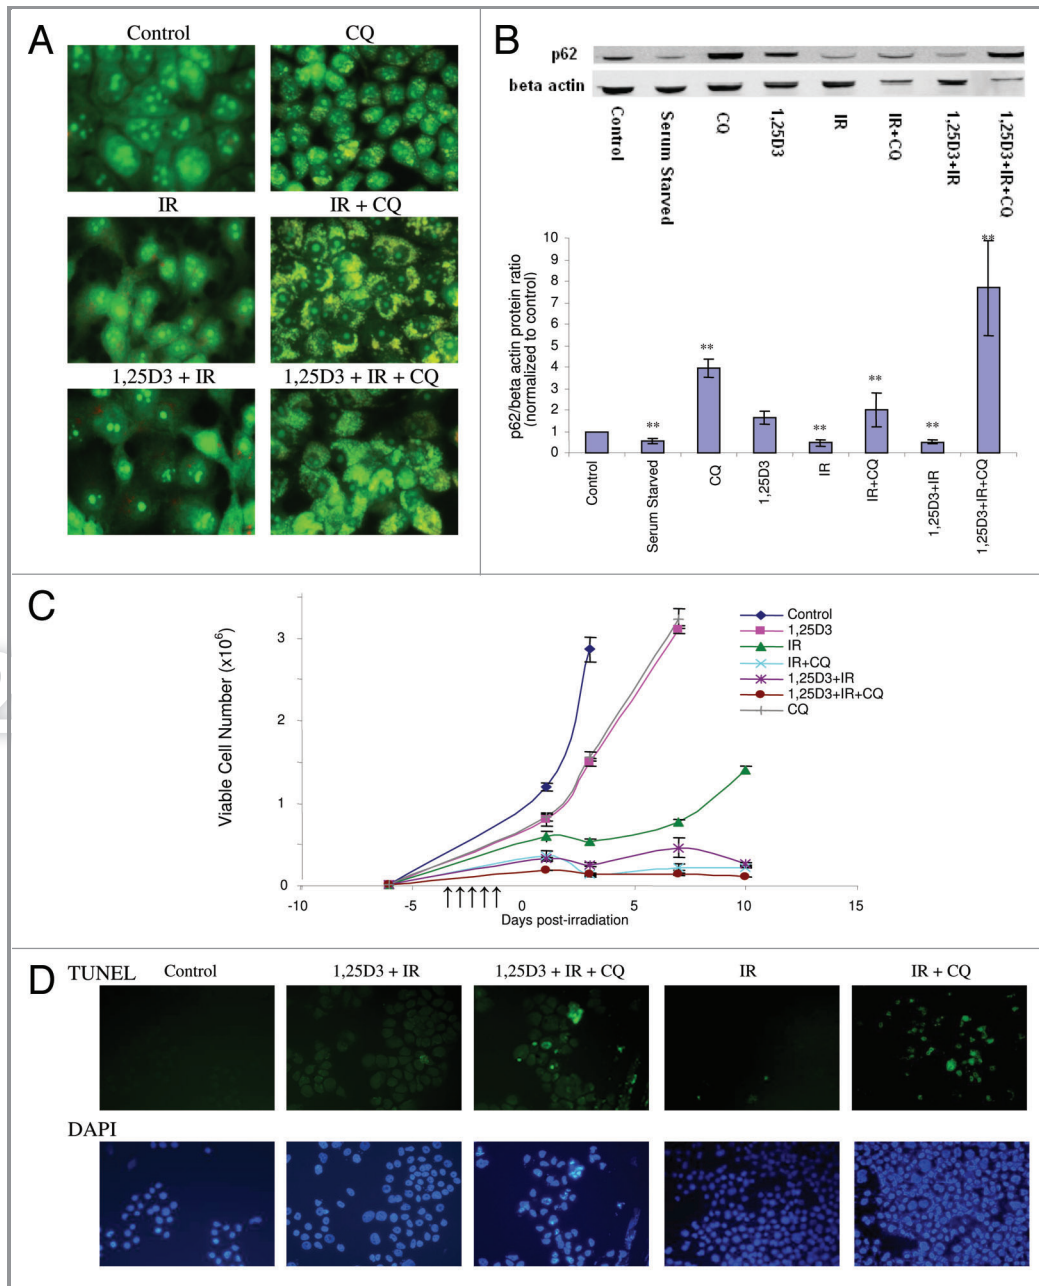 A
Control
CQ
IR
IR + CQ
1,25D3 + IR
1,25D3 + IR + CQ
B
p62
beta actin
Control
Serum Starved
CQ
1,25D3
IR
IR+CQ
1,25D3+IR
1,25D3+IR+CQ
p62/beta actin protein ratio
(normalized to control)
10
9
8
7
6
5
4
3
2
1
0
**
**
**
**
**
**
Control
Serum Starved
CQ
1,25D3
IR
IR+CQ
1,25D3+IR
1,25D3+IR+CQ
C
Viable Cell Number (x10⁶)
3
2
1
0
-10
-5
0
5
10
15
Days post-irradiation
Control
1,25D3
IR
IR+CQ
1,25D3+IR
1,25D3+IR+CQ
CQ
D
TUNEL
Control
1,25D3 + IR
1,25D3 + IR + CQ
IR
IR + CQ
DAPI